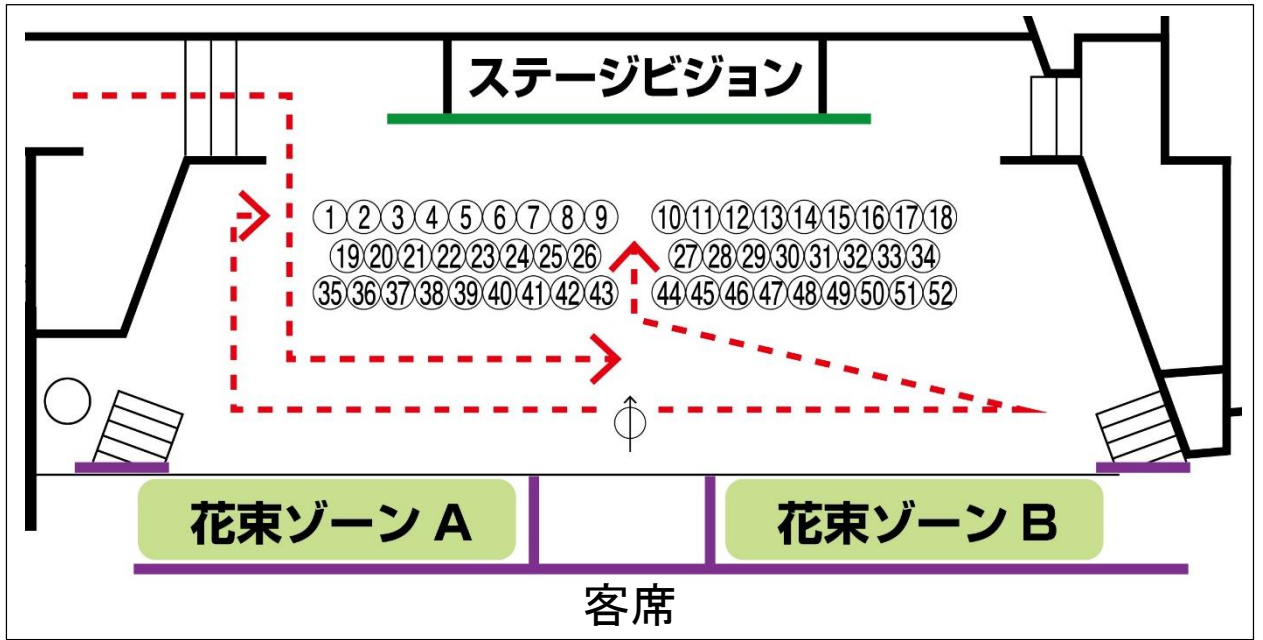 ステージビジョン
①②③④⑤⑥⑦⑧⑨ ⑩⑪⑫⑬⑭⑮⑯⑰⑱
⑲⑳㉑㉒㉓㉔㉕㉖ ㉗㉘㉙㉚㉛㉜㉝㉞
㉟㊱㊲㊳㊴㊵㊶㊷㊸ ㊹㊺㊻㊼㊽㊾㊿51 52
花束ゾーン A
花束ゾーン B
客席